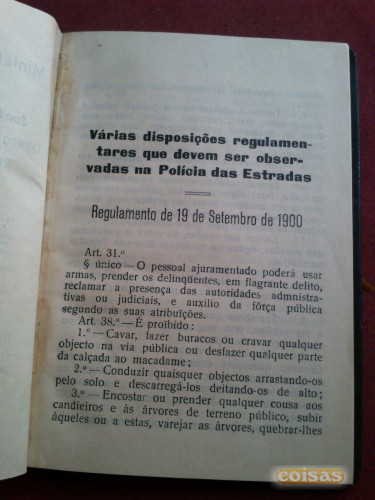 Minist
Várias disposições regulamen-
tares que devem ser obser-
vadas na Polícia das Estradas
Regulamento de 19 de Setembro de 1900
Art. 31.º
§ único — O pessoal ajuramentado poderá usar
armas, prender os delinqüentes, em flagrante delito,
reclamar a presença das autoridades admnistra-
tivas ou judiciais, e auxílio da fôrça pública
segundo as suas atribuïções.
Art. 38.º — É proïbido;
1.º — Cavar, fazer buracos ou cravar qualquer
objecto na via pública ou desfazer qualquer parte
da calçada ao macadame;
2.º — Conduzir quaisquer objectos arrastando-os
pelo solo e descarregá-los deitando-os de alto;
3.º — Encostar ou prender qualquer cousa aos
candieiros e às árvores de terreno público, subir
àqueles ou a estas, varejar as árvores, quebrar-lhes
coisas